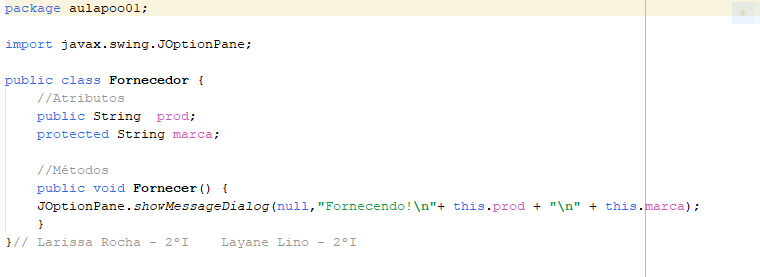 package aulapoo01;
import javax.swing.JOptionPane;
public class Fornecedor {
//Atributos
public String  prod;
protected String marca;
//Métodos
public void Fornecer() {
JOptionPane.showMessageDialog(null,"Fornecendo!\n"+ this.prod + "\n" + this.marca);
}
}// Larissa Rocha - 2°I    Layane Lino - 2°I